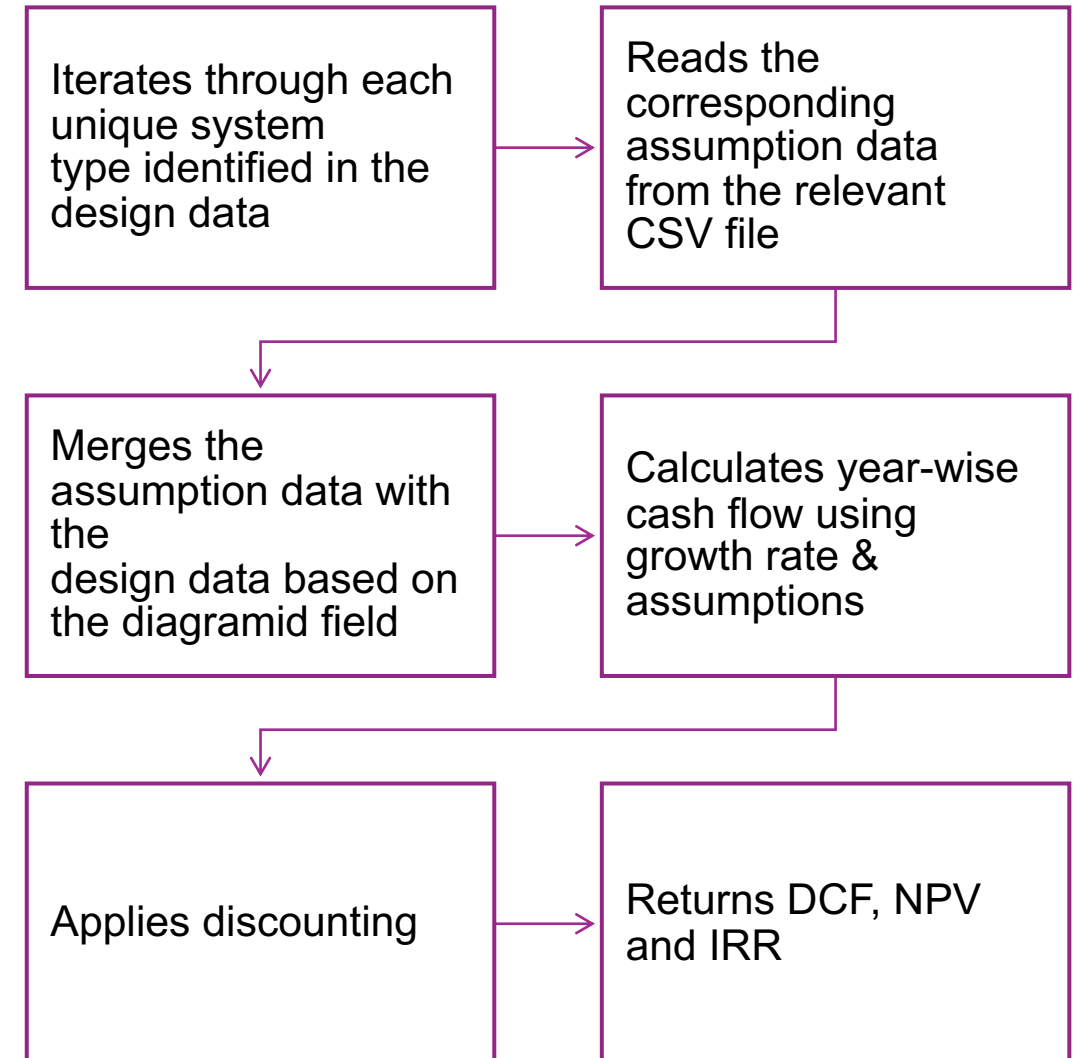 Iterates through each
unique system
type identified in the
design data
Reads the
corresponding
assumption data
from the relevant
CSV file
Merges the
assumption data with
the
design data based on
the diagramid field
Calculates year-wise
cash flow using
growth rate &
assumptions
Applies discounting
Returns DCF, NPV
and IRR